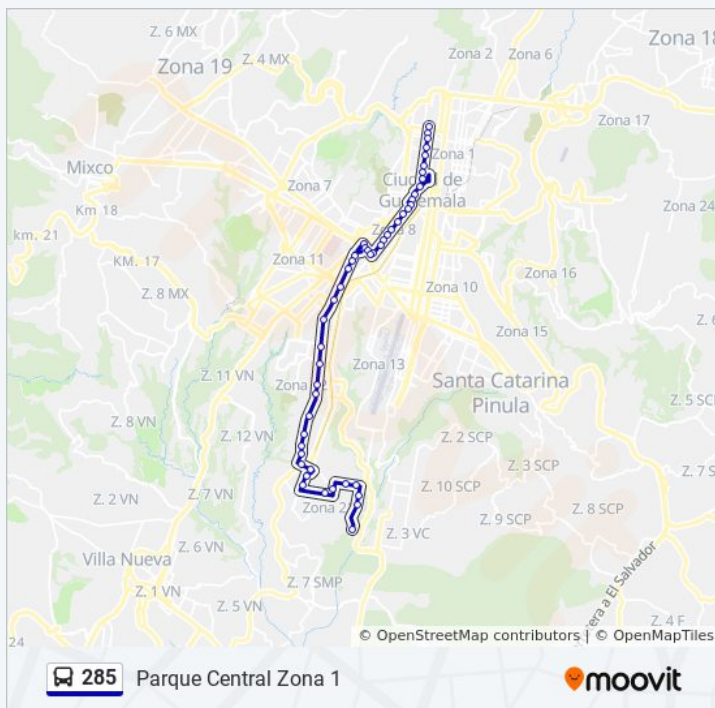 Z. 6 MX
Z. 4 MX
Zona 2
Zona 6
Zona 18
Zona 19
Zona 17
Mixco
Zona 1
Zona 7
Ciudad de
Guatemala
Km 18
Zona 24
km. 21
Zona 8
KM. 17
Zona 11
Zona 16
Z. 8 MX
Zona 10
Zona 15
Zona 13
Z. 11 VN
Santa Catarina
Pinula
Z. 5 SCP
Z. 8 VN
Z. 12 VN
Z. 2 SCP
Z. 3 SCP
Z. 7 S
Z. 2 VN
Z. 7 VN
Z. 10 SCP
Z. 8 SCP
Z. 9 SCP
Z. 3 VC
Z. 6 VN
Villa Nueva
Z. 7 SMP
Z. 1 VN
Z. 5 VN
era a El Salvador
Z. 4 F
24
© OpenStreetMap contributors | © OpenMapTiles
285 Parque Central Zona 1 moovit